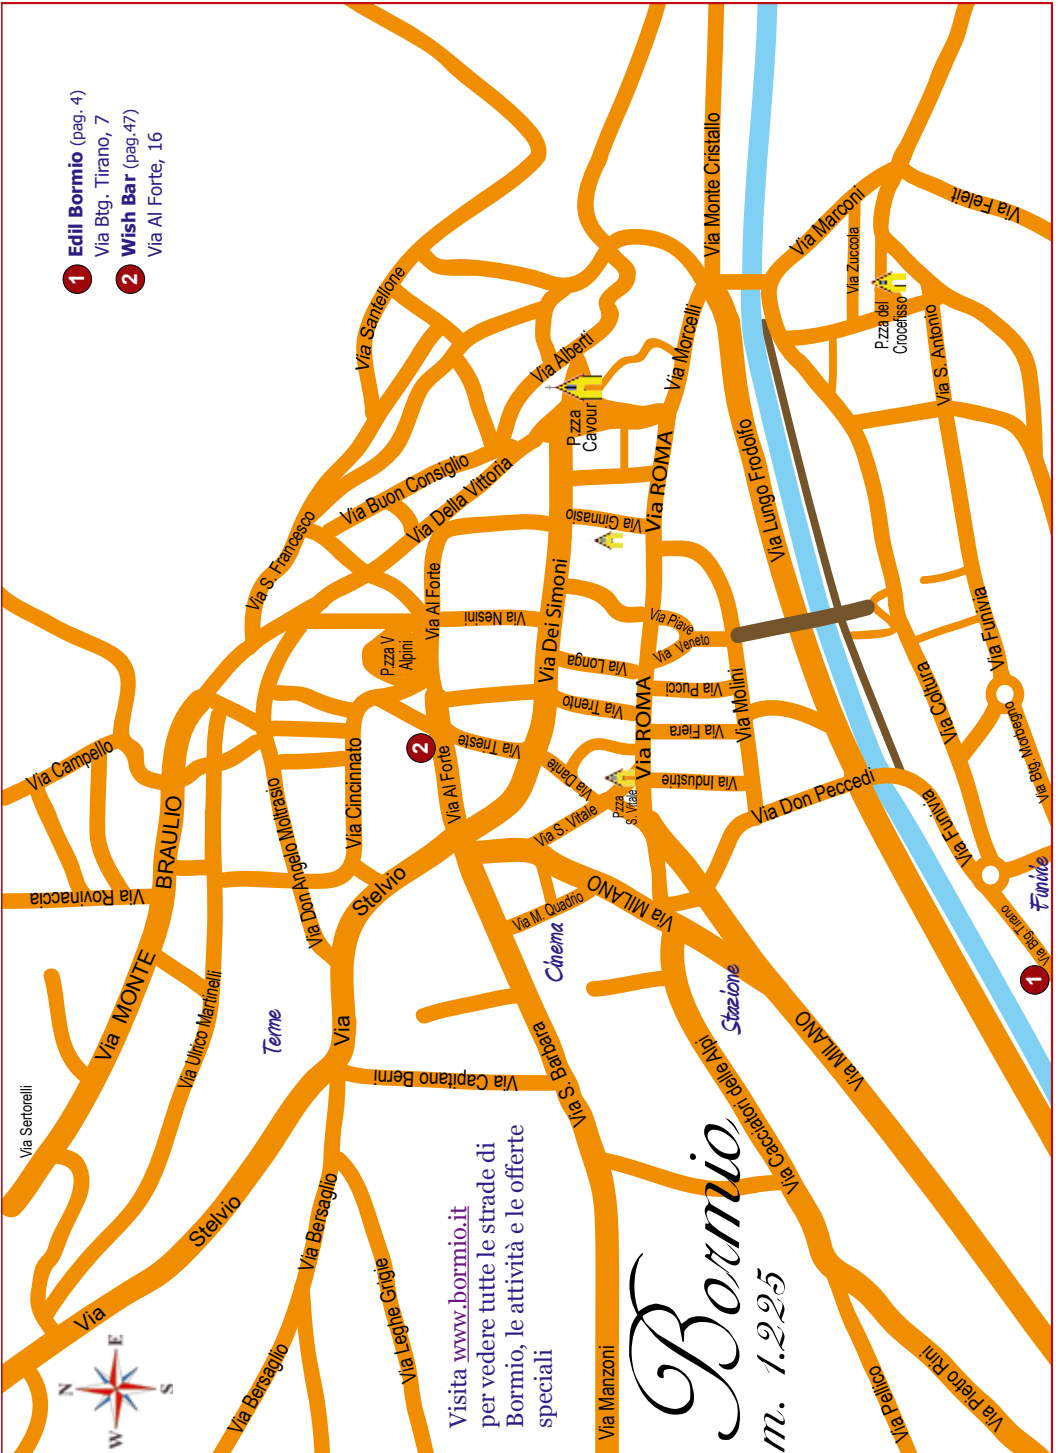 1 Edil Bormio (pag. 4)
Via Btg. Tirano, 7
2 Wish Bar (pag.47)
Via Al Forte, 16
Via Santellone
Via Alberti
P.zza
Cavour
Via Morcelli
Via Monte Cristallo
Via Marconi
Via Zuccola
Via Feleit
P.zza del
Crocefisso
Via S. Antonio
Via Buon Consiglio
Via Della Vittoria
Via S. Francesco
Via Ginnasio
Via ROMA
Via Lungo Frodolfo
Via Al Forte
Via Nesini
Via Dei Simoni
P.zza V
Alpini
Via Piave
Via Veneto
Via Longa
Via Pucci
Via Trento
Via ROMA
Via Fiera
Via Molini
Via Coltura
Via Funivia
Via Btg. Morbegno
Via Campello
BRAULIO
Via Cincinnato
Via Don Angelo Moltrasio
2
Via Al Forte
Via Trieste
Via Dante
P.zza
S. Vitale
Via Industrie
Via S. Vitale
Via Don Peccedi
Via Funivia
Funivie
Via Btg. Tirano
1
Via Rovinaccia
Via Monte
Stelvio
Via M. Quadrio
Via MILANO
Cinema
Stazione
Via Ulrico Martinelli
Terme
Via
Via Capitano Berni
Via S. Barbara
Via Cacciatori delle Alpi
Via MILANO
Via Sertorelli
Stelvio
Via
Via Bersaglio
Via Bersaglio
Via Leghe Grigie
Via Manzoni
Via Pellico
Via Pietro Rini
Visita www.bormio.it
per vedere tutte le strade di
Bormio, le attività e le offerte
speciali
Bormio
m. 1.225
N
E
S
W